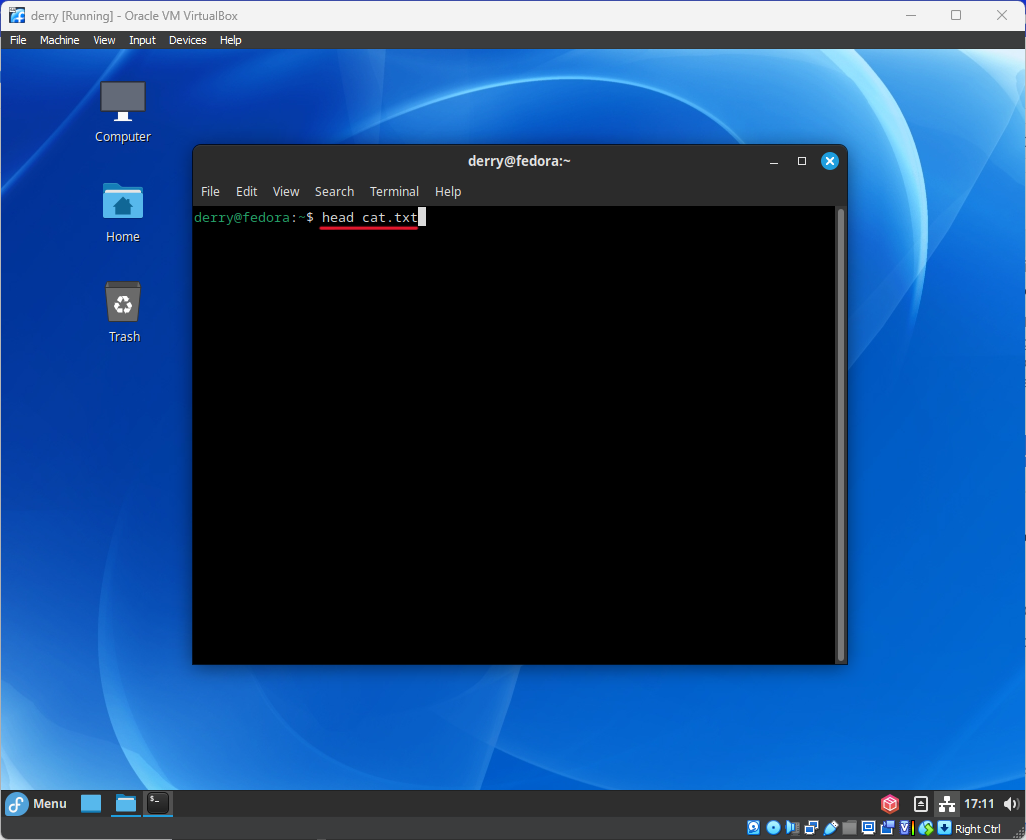 derry [Running] - Oracle VM VirtualBox
File Machine View Input Devices Help
Computer
Home
Trash
derry@fedora:~
File Edit View Search Terminal Help
derry@fedora:~$ head cat.txt
Menu
17:11
Right Ctrl